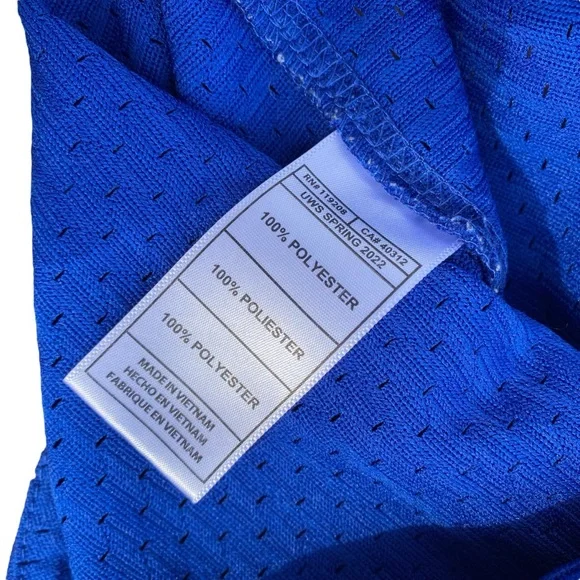 RN# 119208 CA# 40312
UWS SPRING 2022
100% POLYESTER
100% POLIESTER
100% POLYESTER
MADE IN VIETNAM
HECHO EN VIETNAM
FABRIQUE EN VIETNAM